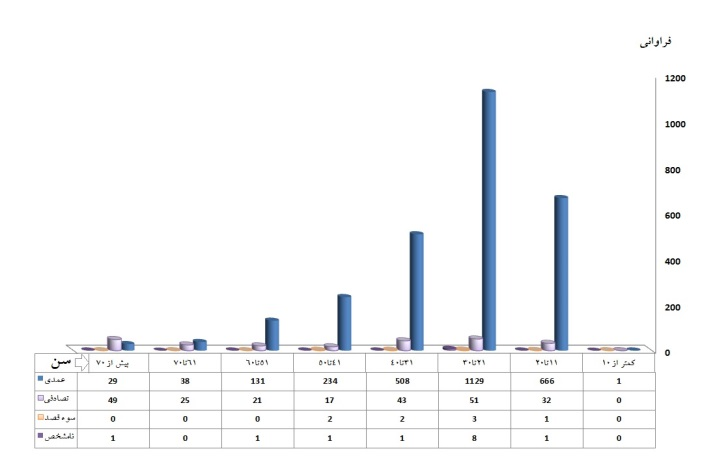 فراوانی
1200
1000
800
600
400
200
0
سن بیش از ۷۰ ۶۱تا۷۰ ۵۱تا۶۰ ۴۱تا۵۰ ۳۱تا۴۰ ۲۱تا۳۰ ۱۱تا۲۰ کمتر از ۱۰
عمدی 29 38 131 234 508 1129 666 1
تصادفی 49 25 21 17 43 51 32 0
سوء قصد 0 0 0 2 2 3 1 0
نامشخص 1 0 1 1 1 8 1 0